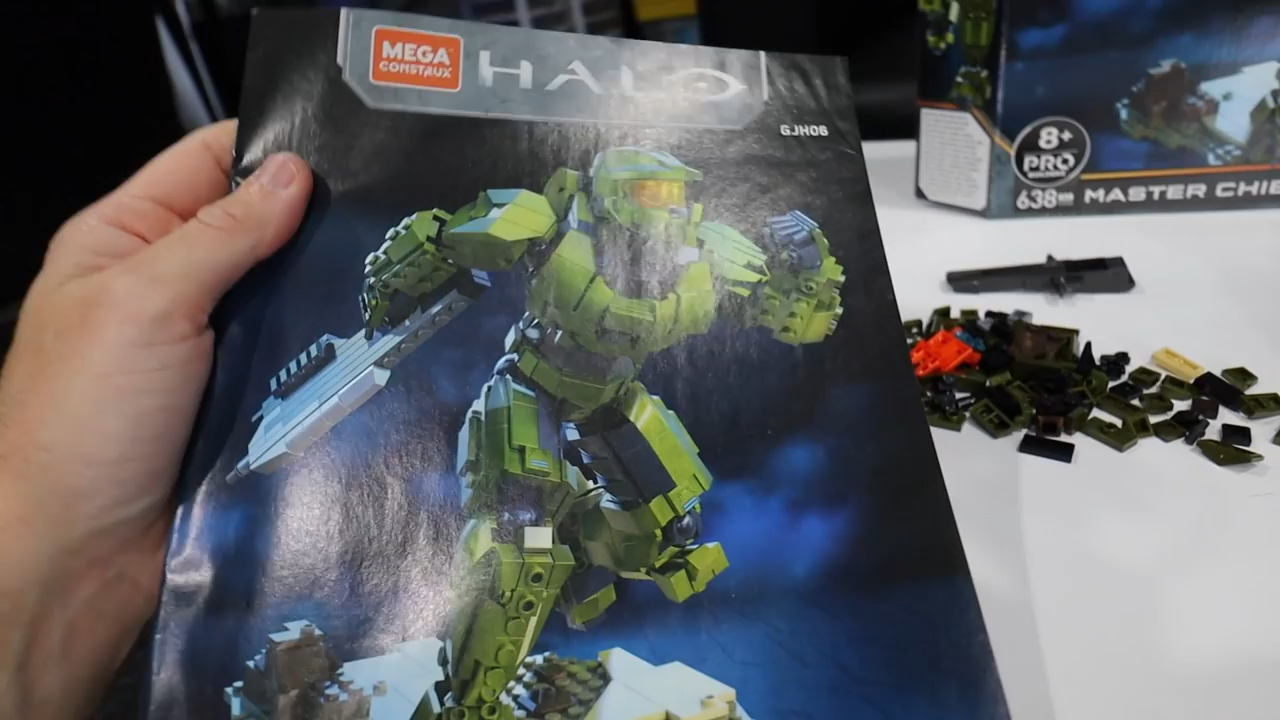 MEGA
CONSTRUX
HALO
GJH06
8+
PRO
638
MASTER CHIE